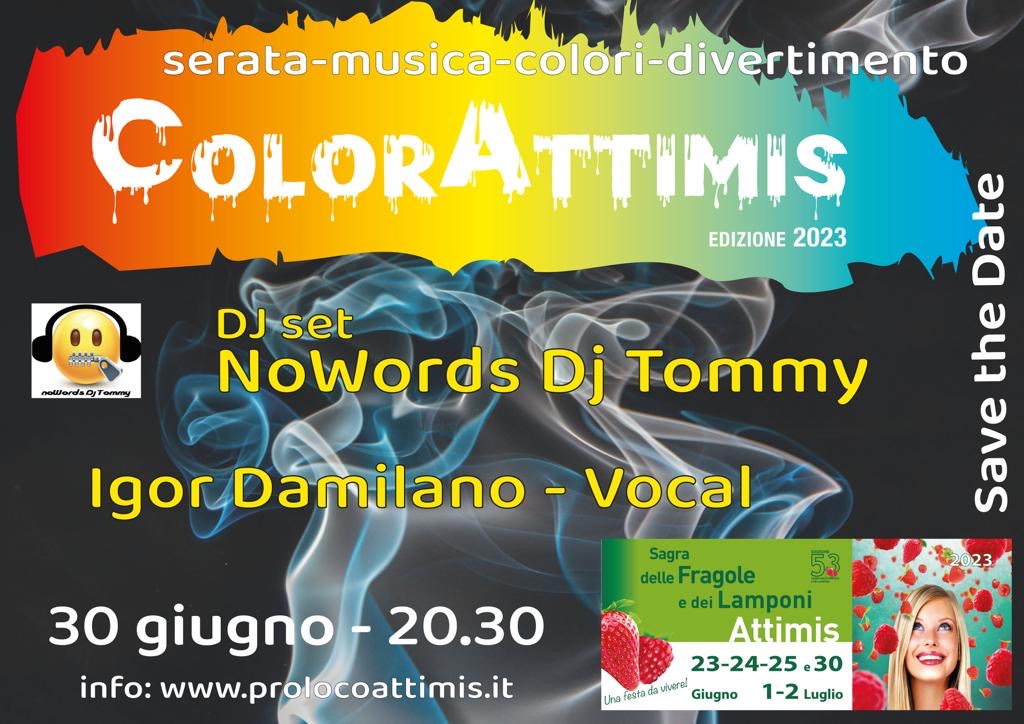 serata-musica-colori-divertimento
ColorAttimis
EDIZIONE 2023
Save the Date
DJ set
NoWords Dj Tommy
noWords Dj Tommy
Igor Damilano - Vocal
30 giugno - 20.30
info: www.prolocoattimis.it
Sagra
delle Fragole
e dei Lamponi
Attimis
53
2023
23-24-25 e 30
Giugno 1-2 Luglio
Una festa da vivere!